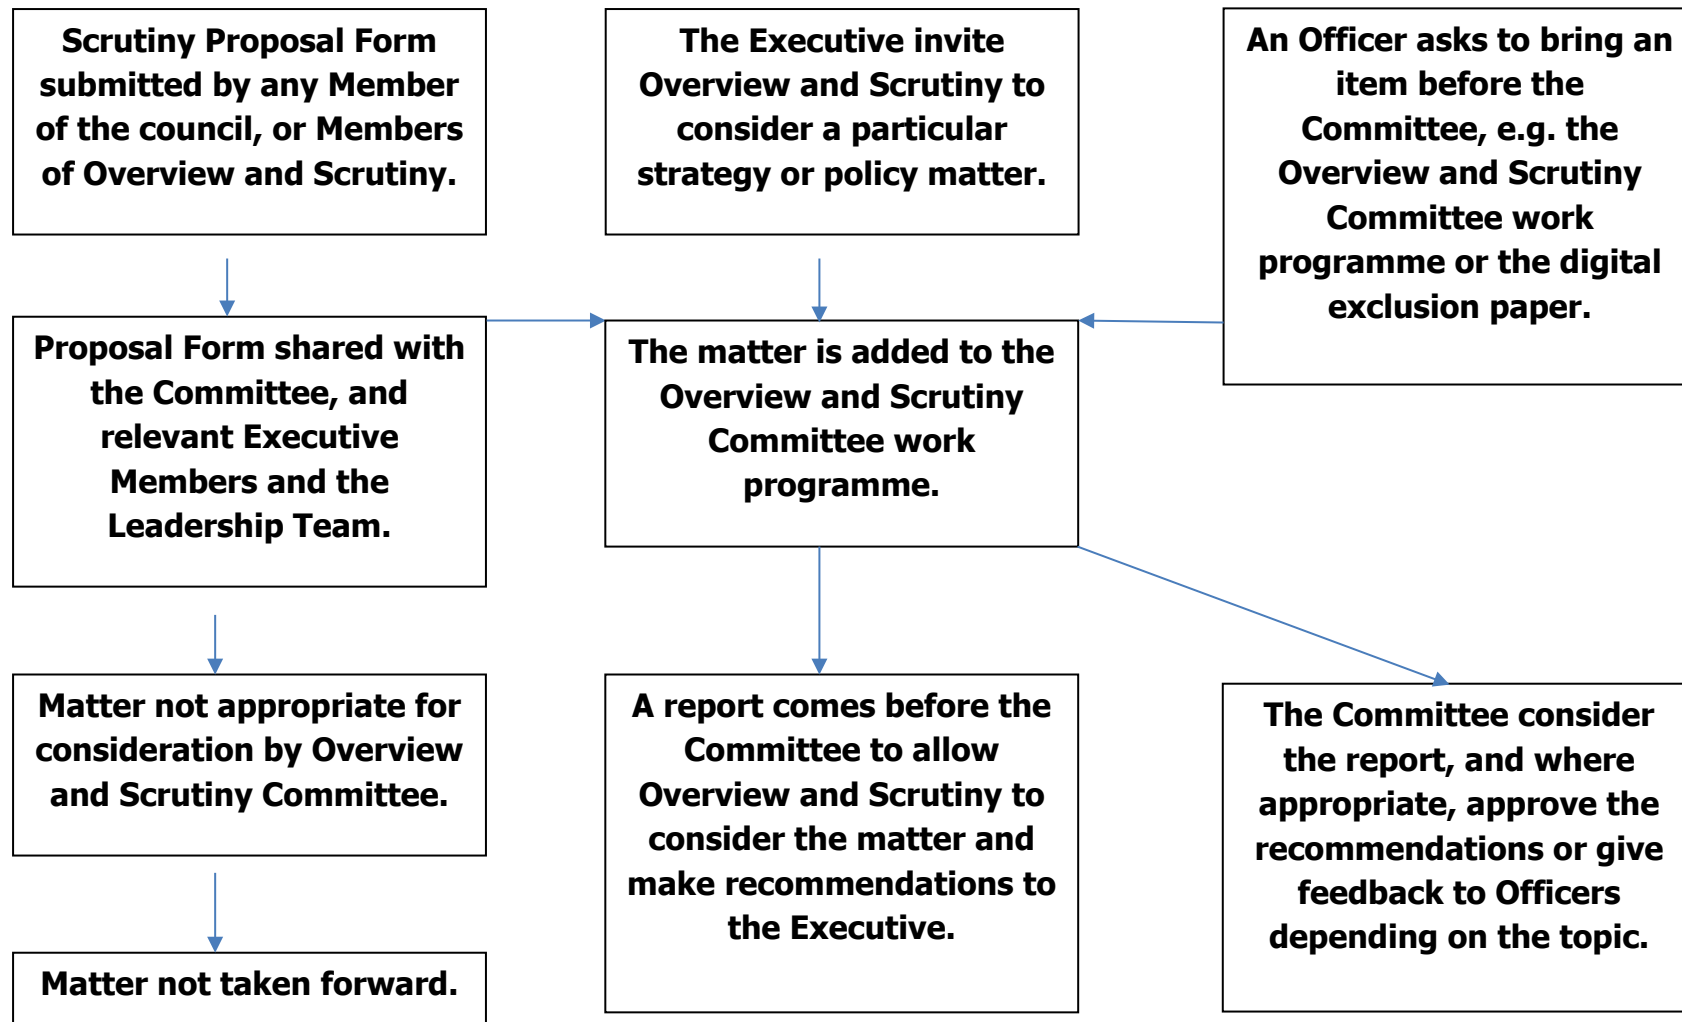 Scrutiny Proposal Form
submitted by any Member
of the council, or Members
of Overview and Scrutiny.
The Executive invite
Overview and Scrutiny to
consider a particular
strategy or policy matter.
An Officer asks to bring an
item before the
Committee, e.g. the
Overview and Scrutiny
Committee work
programme or the digital
exclusion paper.
Proposal Form shared with
the Committee, and
relevant Executive
Members and the
Leadership Team.
The matter is added to the
Overview and Scrutiny
Committee work
programme.
Matter not appropriate for
consideration by Overview
and Scrutiny Committee.
A report comes before the
Committee to allow
Overview and Scrutiny to
consider the matter and
make recommendations to
the Executive.
The Committee consider
the report, and where
appropriate, approve the
recommendations or give
feedback to Officers
depending on the topic.
Matter not taken forward.